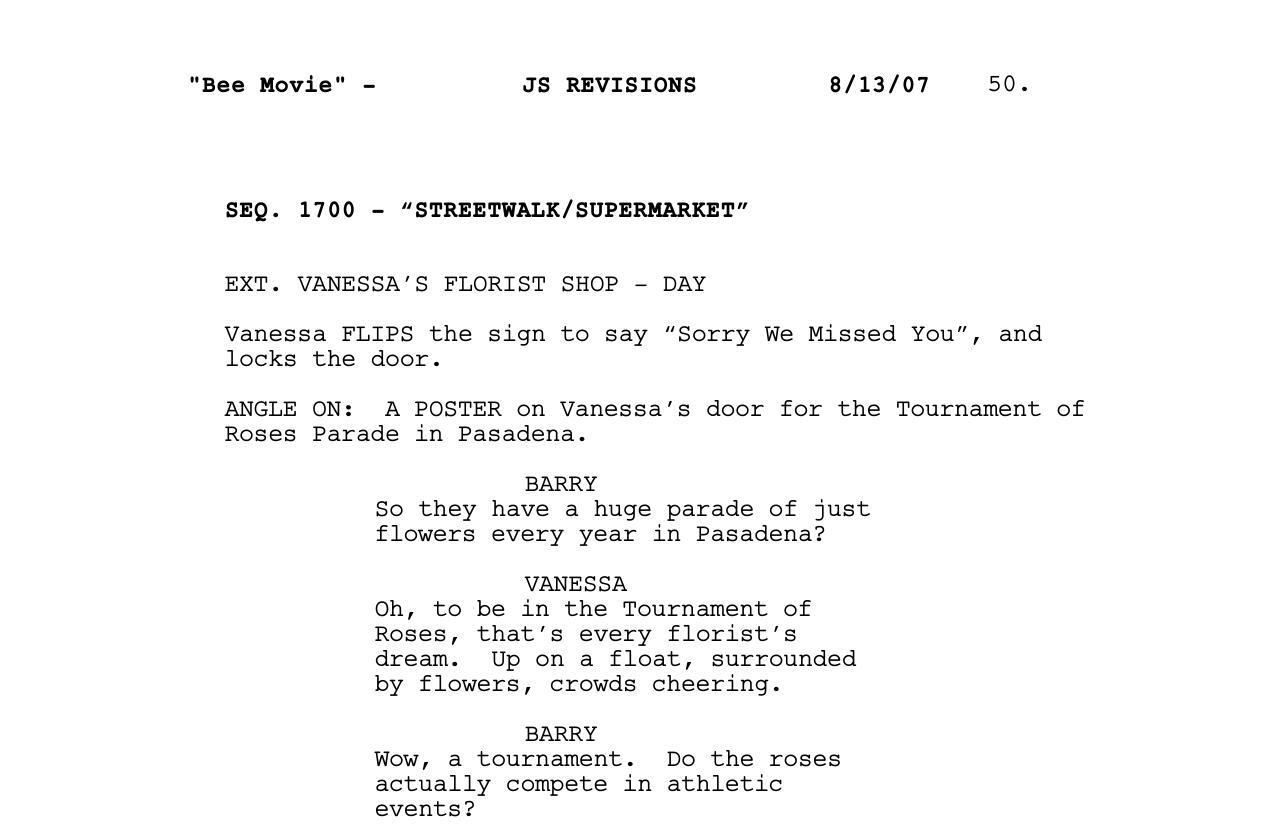 "Bee Movie" - JS REVISIONS 8/13/07 50.
SEQ. 1700 - “STREETWALK/SUPERMARKET”
EXT. VANESSA’S FLORIST SHOP - DAY
Vanessa FLIPS the sign to say “Sorry We Missed You”, and
locks the door.
ANGLE ON:  A POSTER on Vanessa’s door for the Tournament of
Roses Parade in Pasadena.
BARRY
So they have a huge parade of just
flowers every year in Pasadena?
VANESSA
Oh, to be in the Tournament of
Roses, that’s every florist’s
dream.  Up on a float, surrounded
by flowers, crowds cheering.
BARRY
Wow, a tournament.  Do the roses
actually compete in athletic
events?